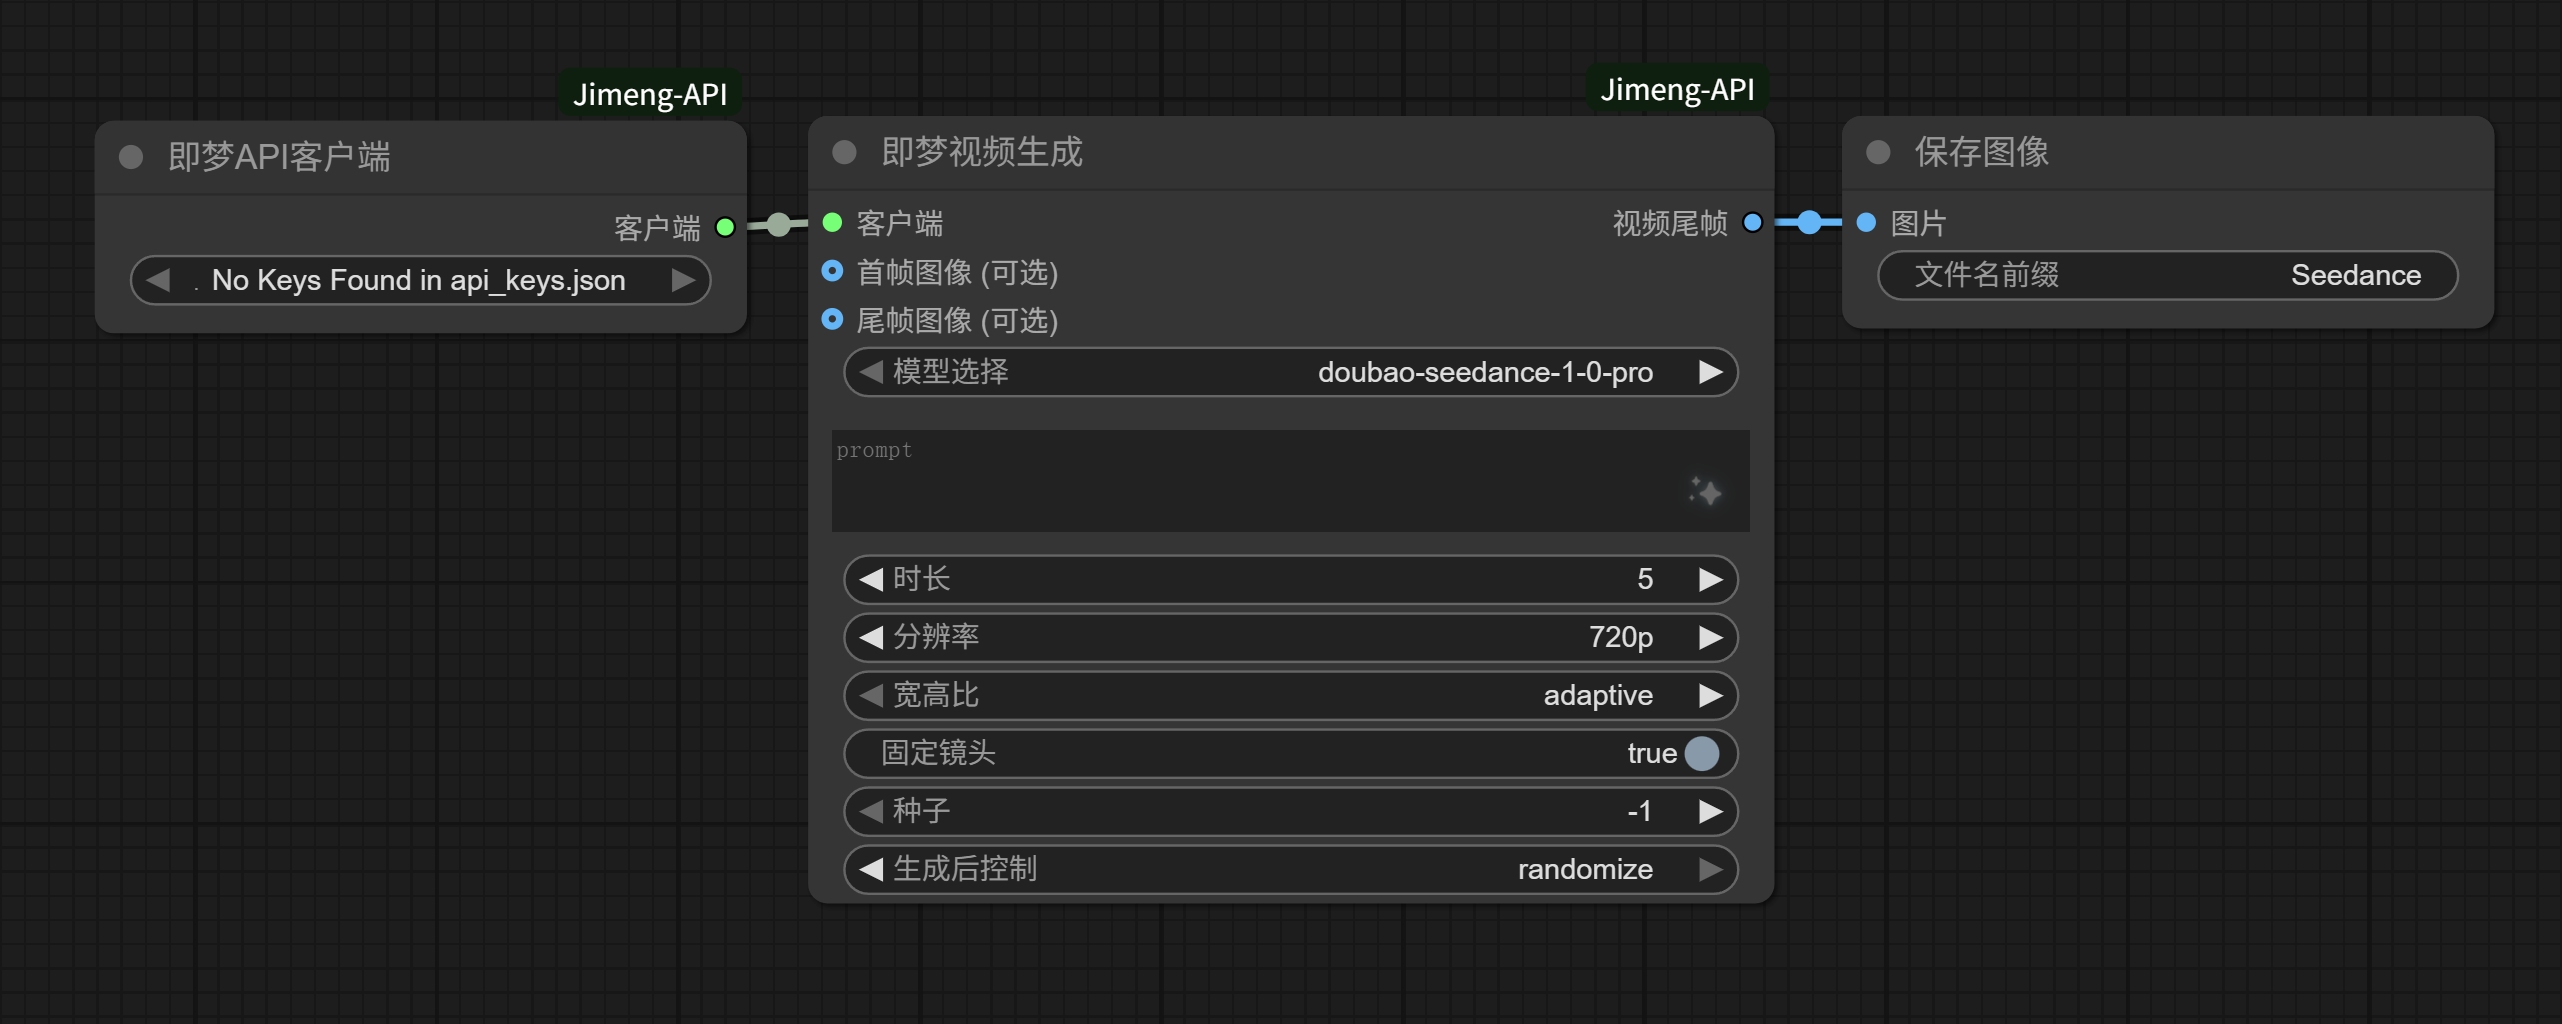 Jimeng-API
即梦API客户端
客户端
. No Keys Found in api_keys.json
Jimeng-API
即梦视频生成
客户端 视频尾帧
首帧图像 (可选)
尾帧图像 (可选)
模型选择 doubao-seedance-1-0-pro
prompt
时长 5
分辨率 720p
宽高比 adaptive
固定镜头 true
种子 -1
生成后控制 randomize
保存图像
图片
文件名前缀 Seedance